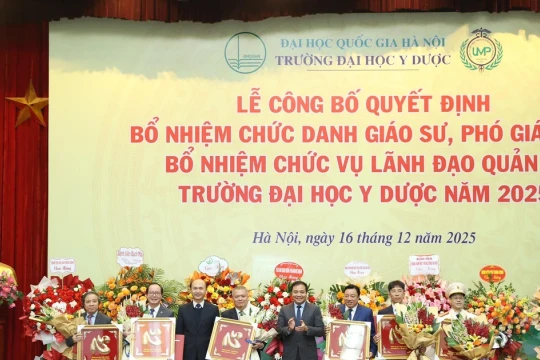 ĐẠI HỌC QUỐC GIA HÀ NỘI
TRƯỜNG ĐẠI HỌC Y DƯỢC
UMP
LỄ CÔNG BỐ QUYẾT ĐỊNH
BỔ NHIỆM CHỨC DANH GIÁO SƯ, PHÓ GIÁ
BỔ NHIỆM CHỨC VỤ LÃNH ĐẠO QUẢN
TRƯỜNG ĐẠI HỌC Y DƯỢC NĂM 2025
Hà Nội, ngày 16 tháng 12 năm 2025